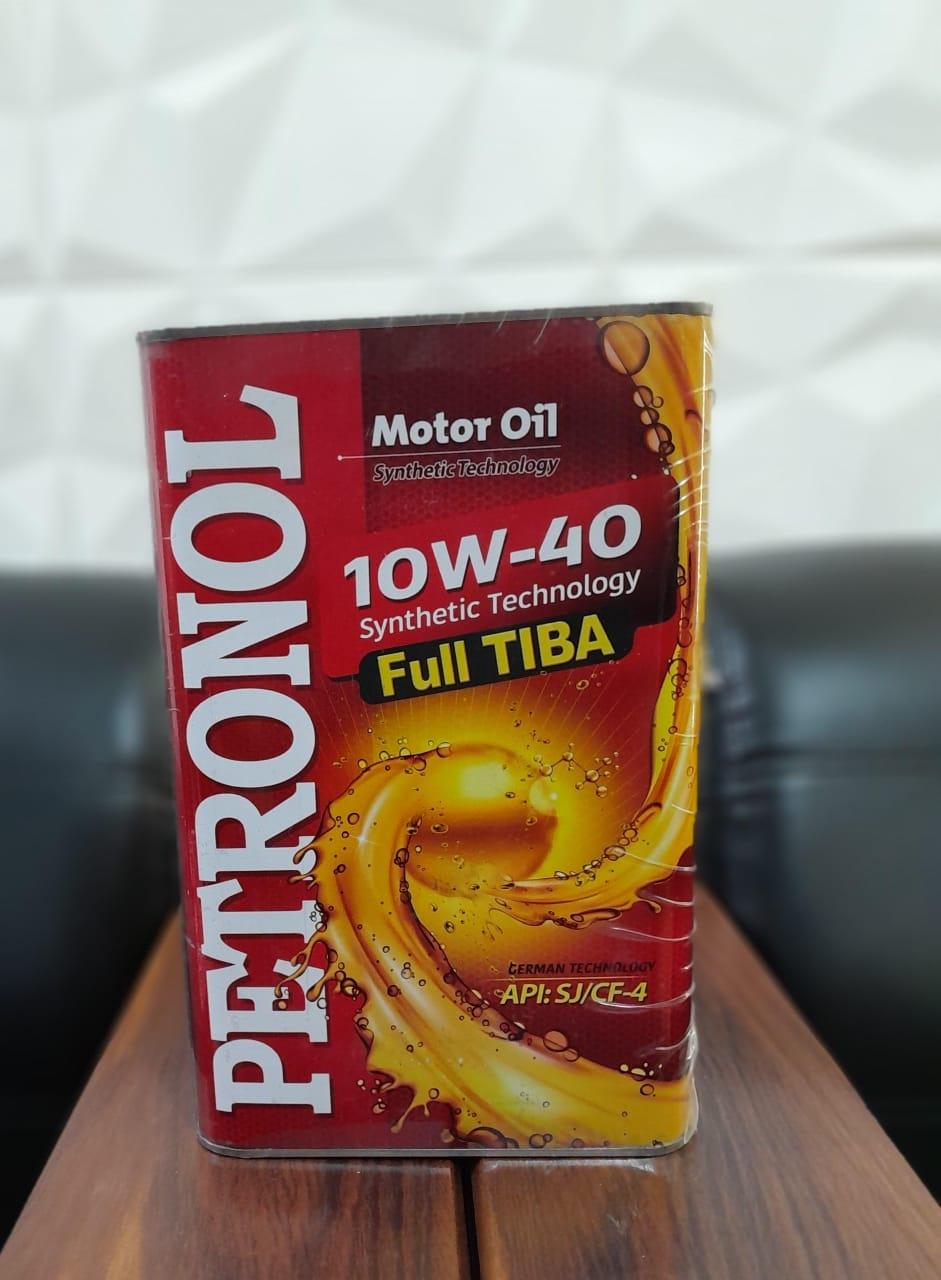 PETRONOL
Motor Oil
Synthetic Technology
10W-40
Synthetic Technology
Full TIBA
GERMAN TECHNOLOGY
API: SJ/CF-4